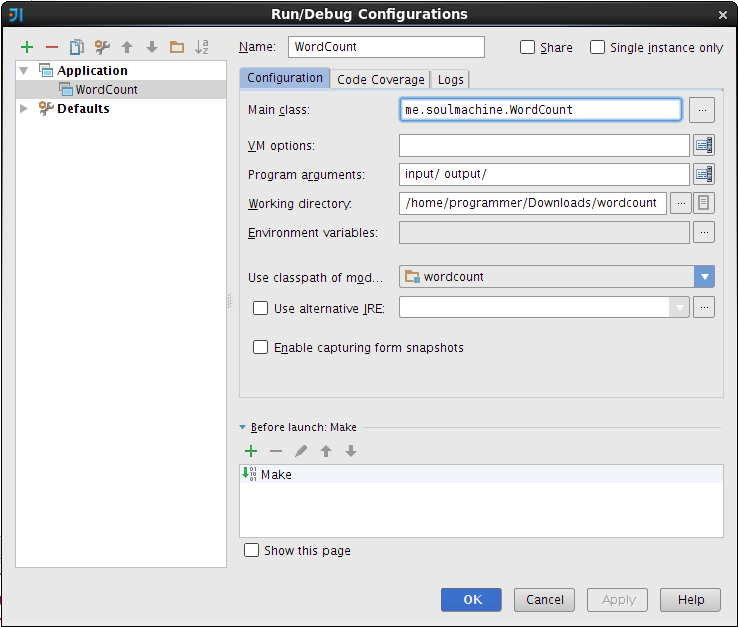 Run/Debug Configurations
Name: WordCount Share Single instance only
Application
WordCount
Defaults
Configuration Code Coverage Logs
Main class: me.soulmachine.WordCount ...
VM options:
Program arguments: input/ output/
Working directory: /home/programmer/Downloads/wordcount ...
Environment variables: ...
Use classpath of mod... wordcount
Use alternative JRE: ...
Enable capturing form snapshots
Before launch: Make
Make
Show this page
OK Cancel Apply Help